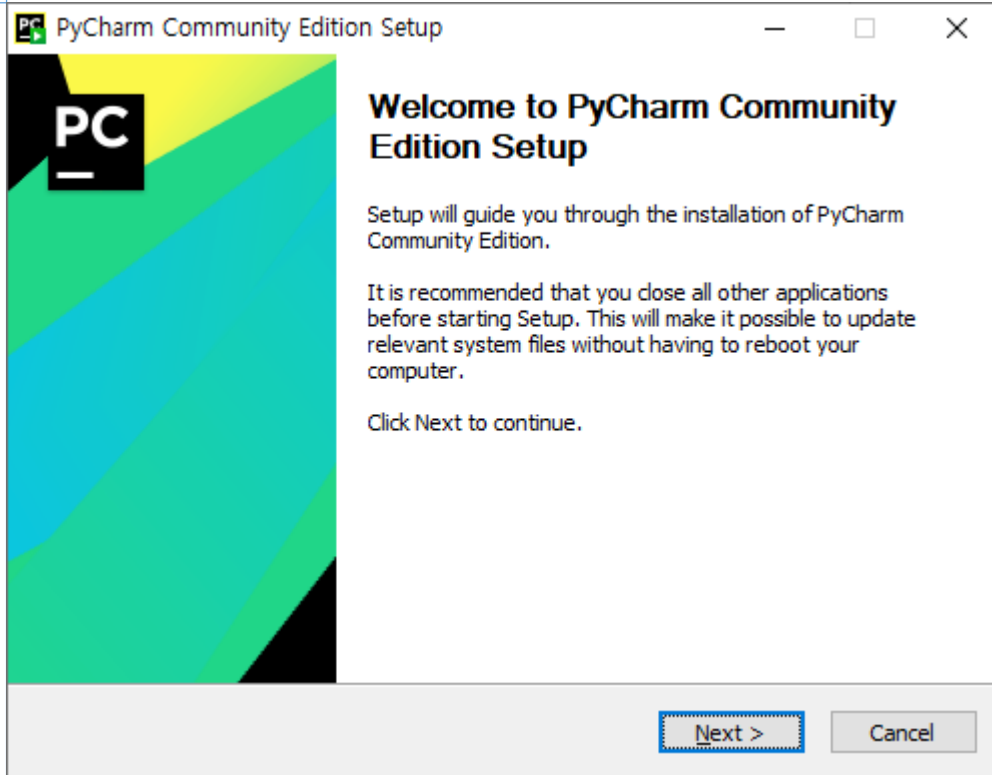 PC PyCharm Community Edition Setup
PC
Welcome to PyCharm Community
Edition Setup
Setup will guide you through the installation of PyCharm
Community Edition.
It is recommended that you close all other applications
before starting Setup. This will make it possible to update
relevant system files without having to reboot your
computer.
Click Next to continue.
Next >
Cancel